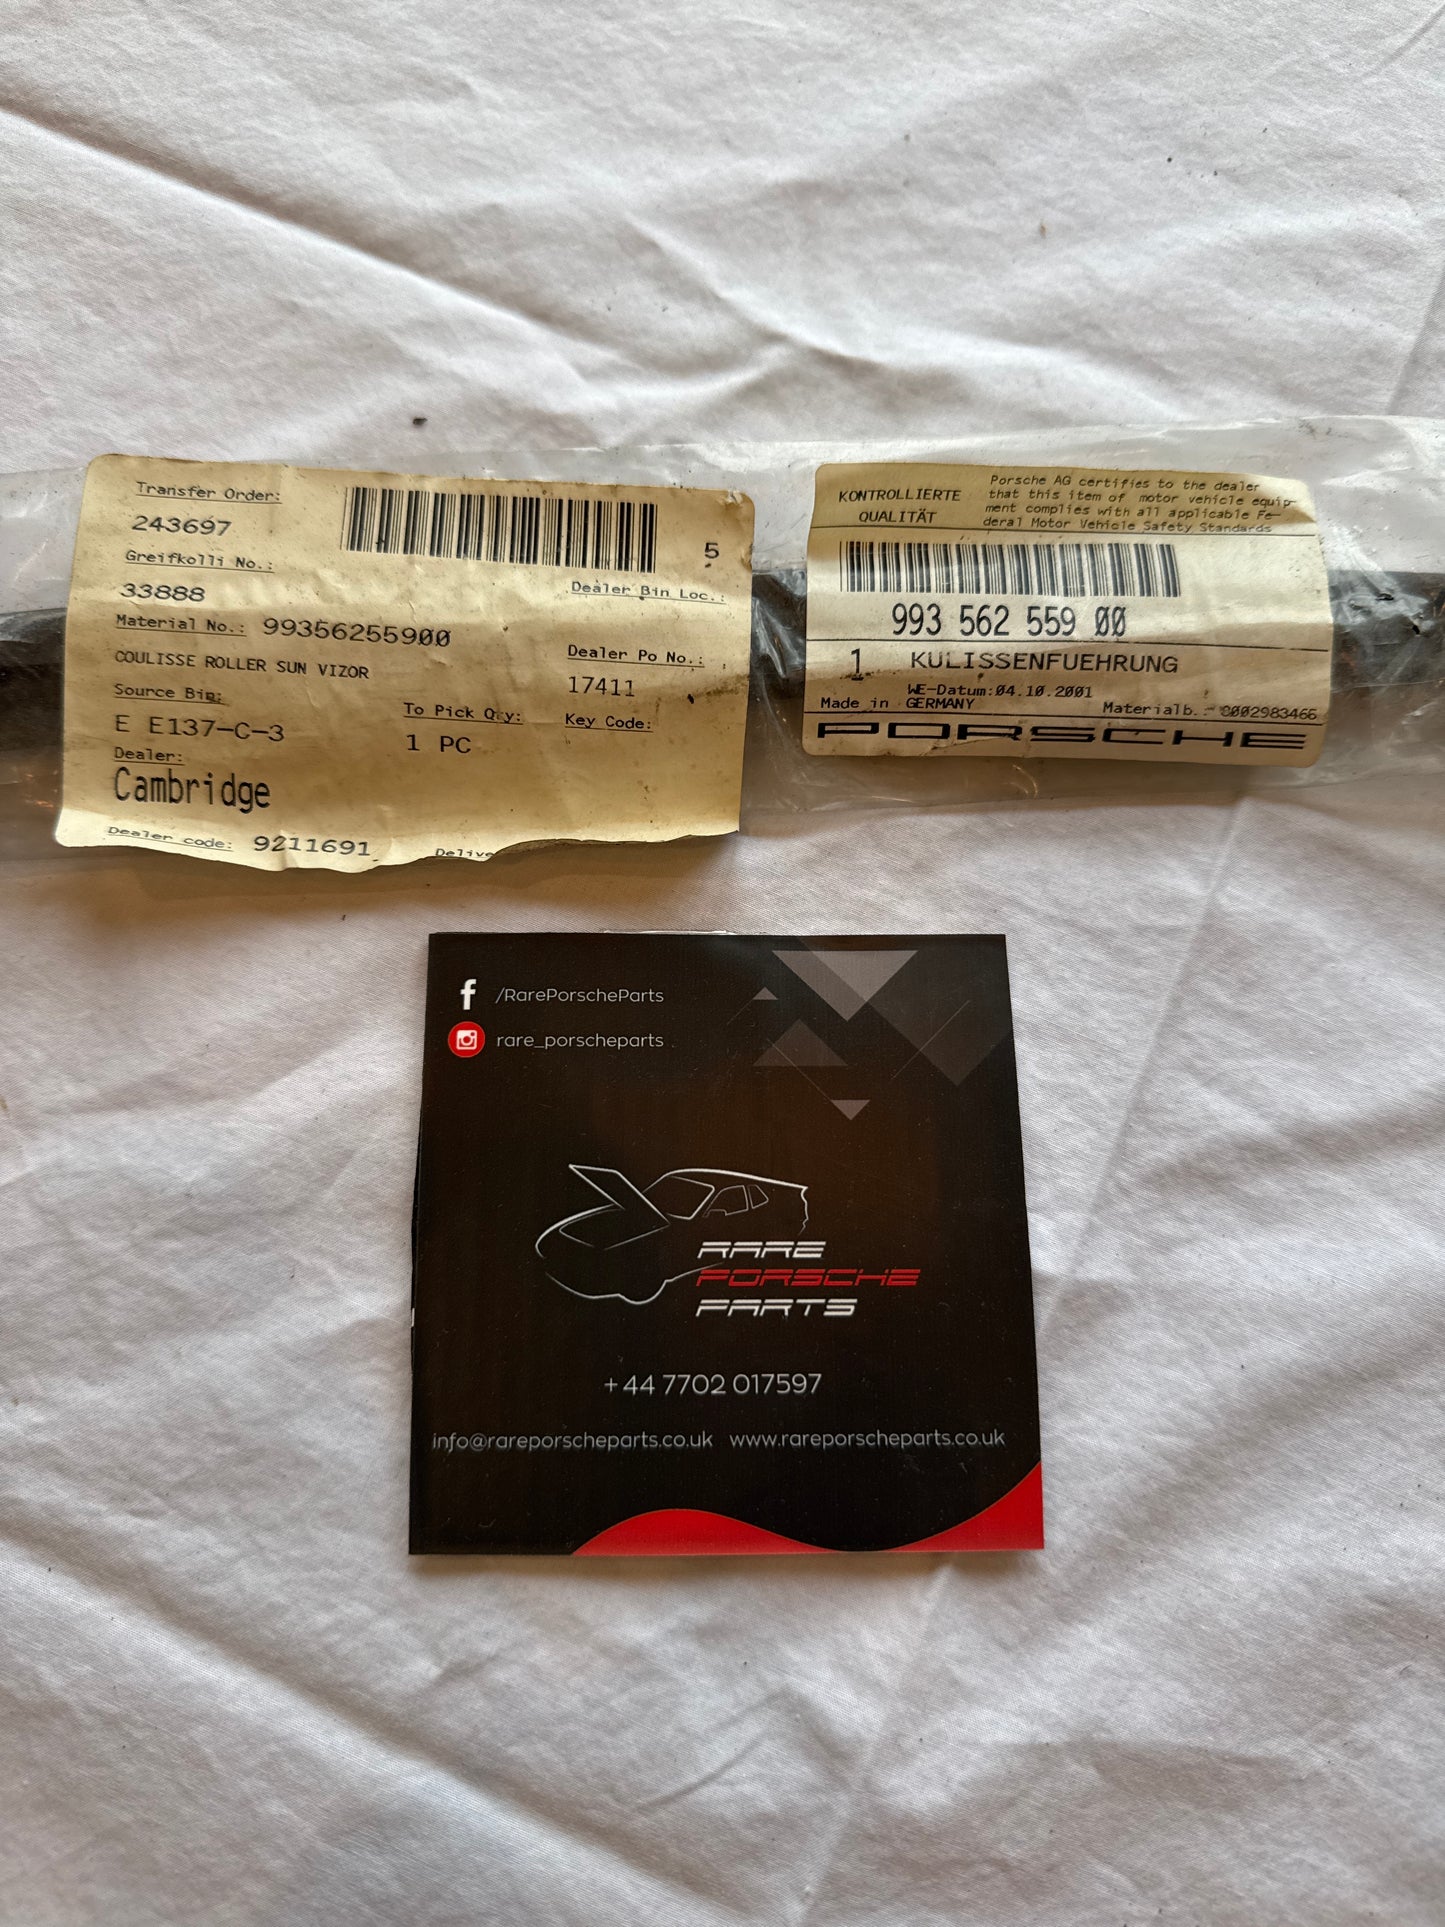 Transfer Order:
243697
5
Greifkolli No.:
33888
Dealer Bin Loc.:
Material No.: 99356255900
COULISSE ROLLER SUN VIZOR
Dealer Po No.:
17411
Source Bin:
E E137-C-3
To Pick Qty:
1 PC
Key Code:
Dealer:
Cambridge
Dealer code: 9211691
KONTROLLIERTE
QUALITÄT
Porsche AG certifies to the dealer
that this item of motor vehicle equip-
ment complies with all applicable Fe-
deral Motor Vehicle Safety Standards
993 562 559 00
1 KULISSENFUEHRUNG
WE-Datum:04.10.2001
Made in GERMANY
Materialb.: C002983466
PORSCHE
/RarePorscheParts
rare_porscheparts
RARE
PORSCHE
PARTS
+44 7702 017597
info@rareporscheparts.co.uk www.rareporscheparts.co.uk